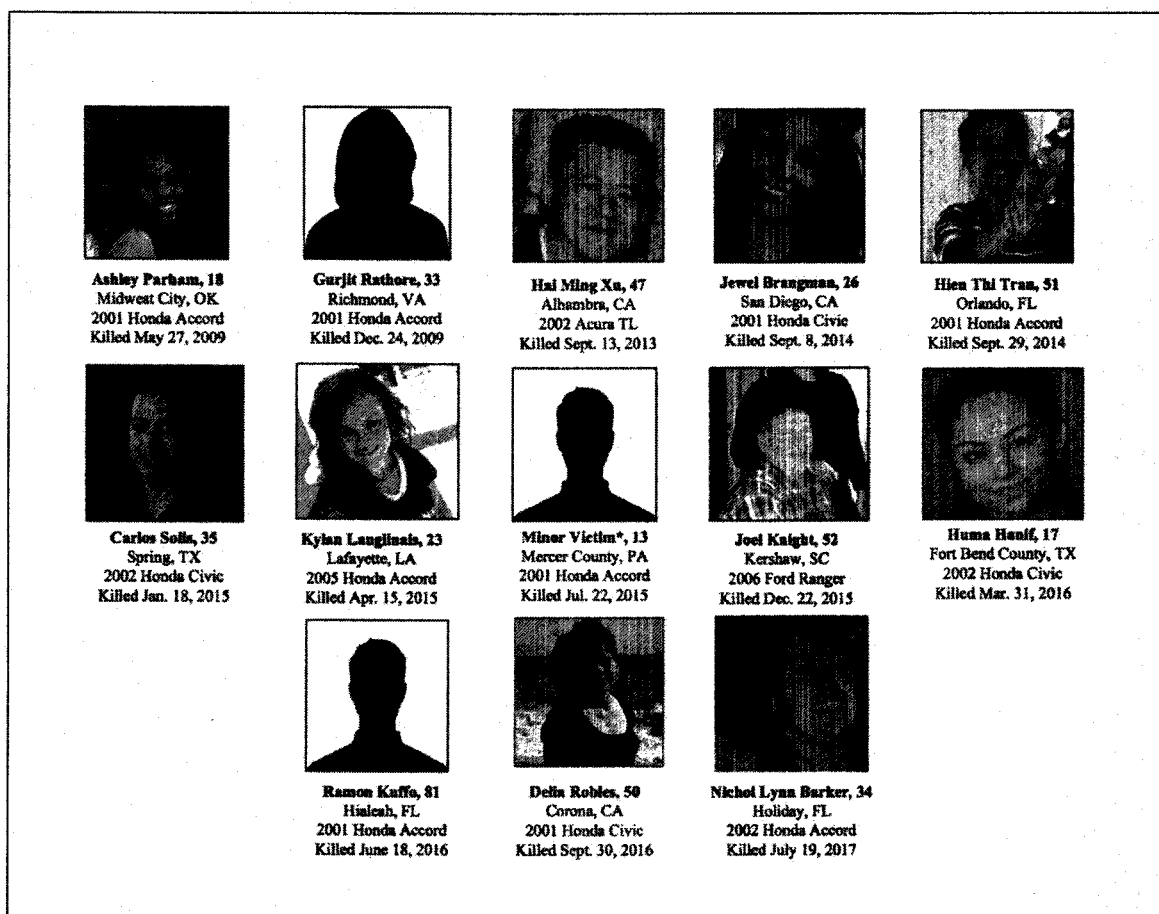 Ashley Parham, 18
Midwest City, OK
2001 Honda Accord
Killed May 27, 2009
Gurjit Rathore, 33
Richmond, VA
2001 Honda Accord
Killed Dec. 24, 2009
Hai Ming Xu, 47
Alhambra, CA
2002 Acura TL
Killed Sept. 13, 2013
Jewel Brangman, 26
San Diego, CA
2001 Honda Civic
Killed Sept. 8, 2014
Hien Thi Tran, 51
Orlando, FL
2001 Honda Accord
Killed Sept. 29, 2014
Carlos Solis, 35
Spring, TX
2002 Honda Civic
Killed Jan. 18, 2015
Kylan Langlinais, 23
Lafayette, LA
2005 Honda Accord
Killed Apr. 15, 2015
Minor Victim*, 13
Mercer County, PA
2001 Honda Accord
Killed Jul. 22, 2015
Joel Knight, 52
Kershaw, SC
2006 Ford Ranger
Killed Dec. 22, 2015
Huma Hanif, 17
Fort Bend County, TX
2002 Honda Civic
Killed Mar. 31, 2016
Ramon Kuffo, 81
Hialeah, FL
2001 Honda Accord
Killed June 18, 2016
Delia Robles, 50
Corona, CA
2001 Honda Civic
Killed Sept. 30, 2016
Nichol Lynn Barker, 34
Holiday, FL
2002 Honda Accord
Killed July 19, 2017